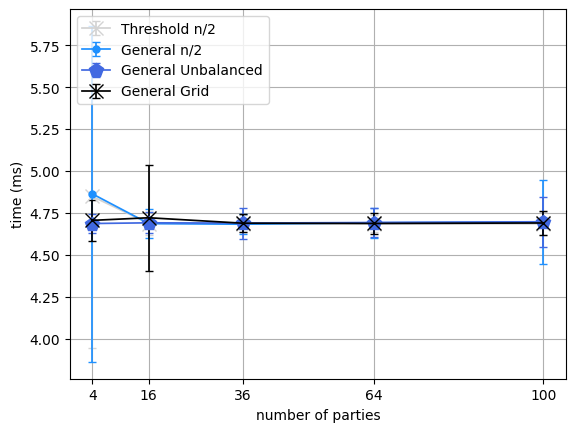 Threshold n/2
General n/2
General Unbalanced
General Grid
5.75
5.50
5.25
5.00
4.75
4.50
4.25
4.00
time (ms)
4 16 36 64 100
number of parties